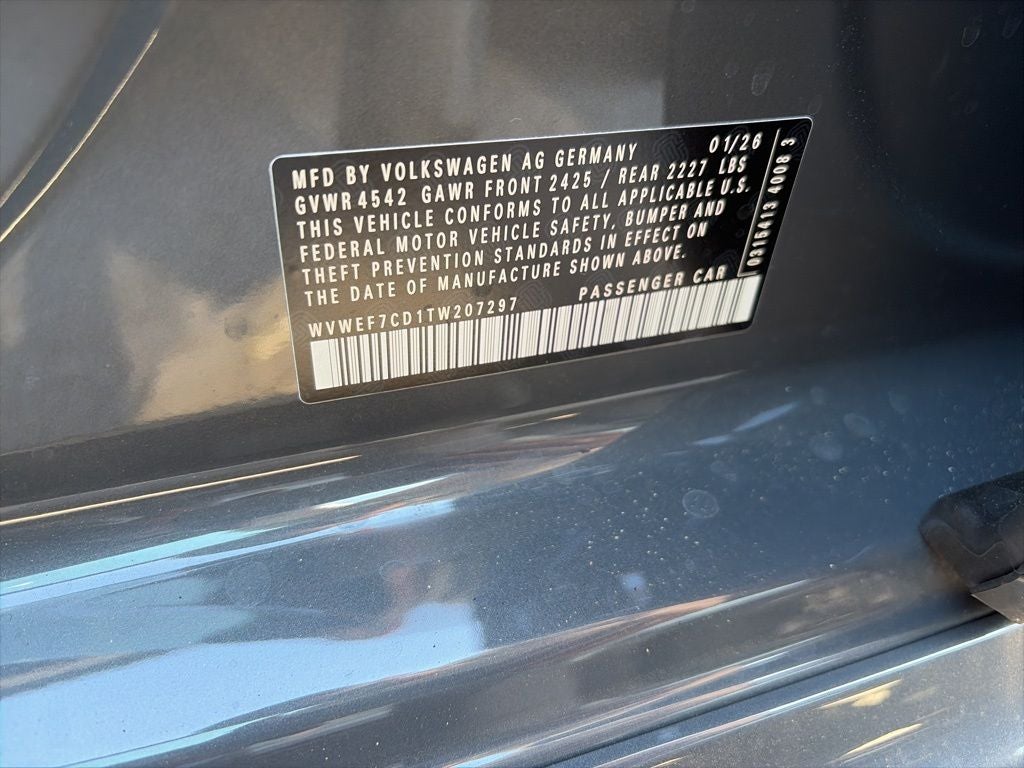 MFD BY VOLKSWAGEN AG GERMANY 01/26
GVWR 4542 GAWR FRONT 2425 / REAR 2227 LBS
THIS VEHICLE CONFORMS TO ALL APPLICABLE U.S.
FEDERAL MOTOR VEHICLE SAFETY, BUMPER AND
THEFT PREVENTION STANDARDS IN EFFECT ON
THE DATE OF MANUFACTURE SHOWN ABOVE.
WVWEF7CD1TW207297 PASSENGER CAR
0315413 4008 3